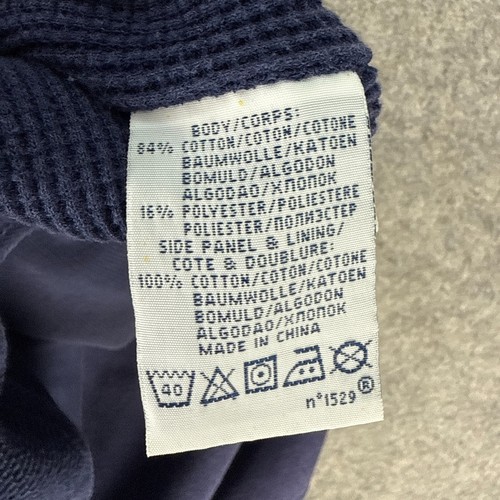 BODY/CORPS:
84% COTTON/COTON/COTONE
BAUMWOLLE/KATOEN
BOMULD/ALGODON
ALGODAO/ХЛОПОК
16% POLYESTER/POLIESTERE
POLIESTER/ПОЛИЭСТЕР
SIDE PANEL & LINING/
COTE & DOUBLURE:
100% COTTON/COTON/COTONE
BAUMWOLLE/KATOEN
BOMULD/ALGODON
ALGODAO/ХЛОПОК
MADE IN CHINA
40
n°1529®